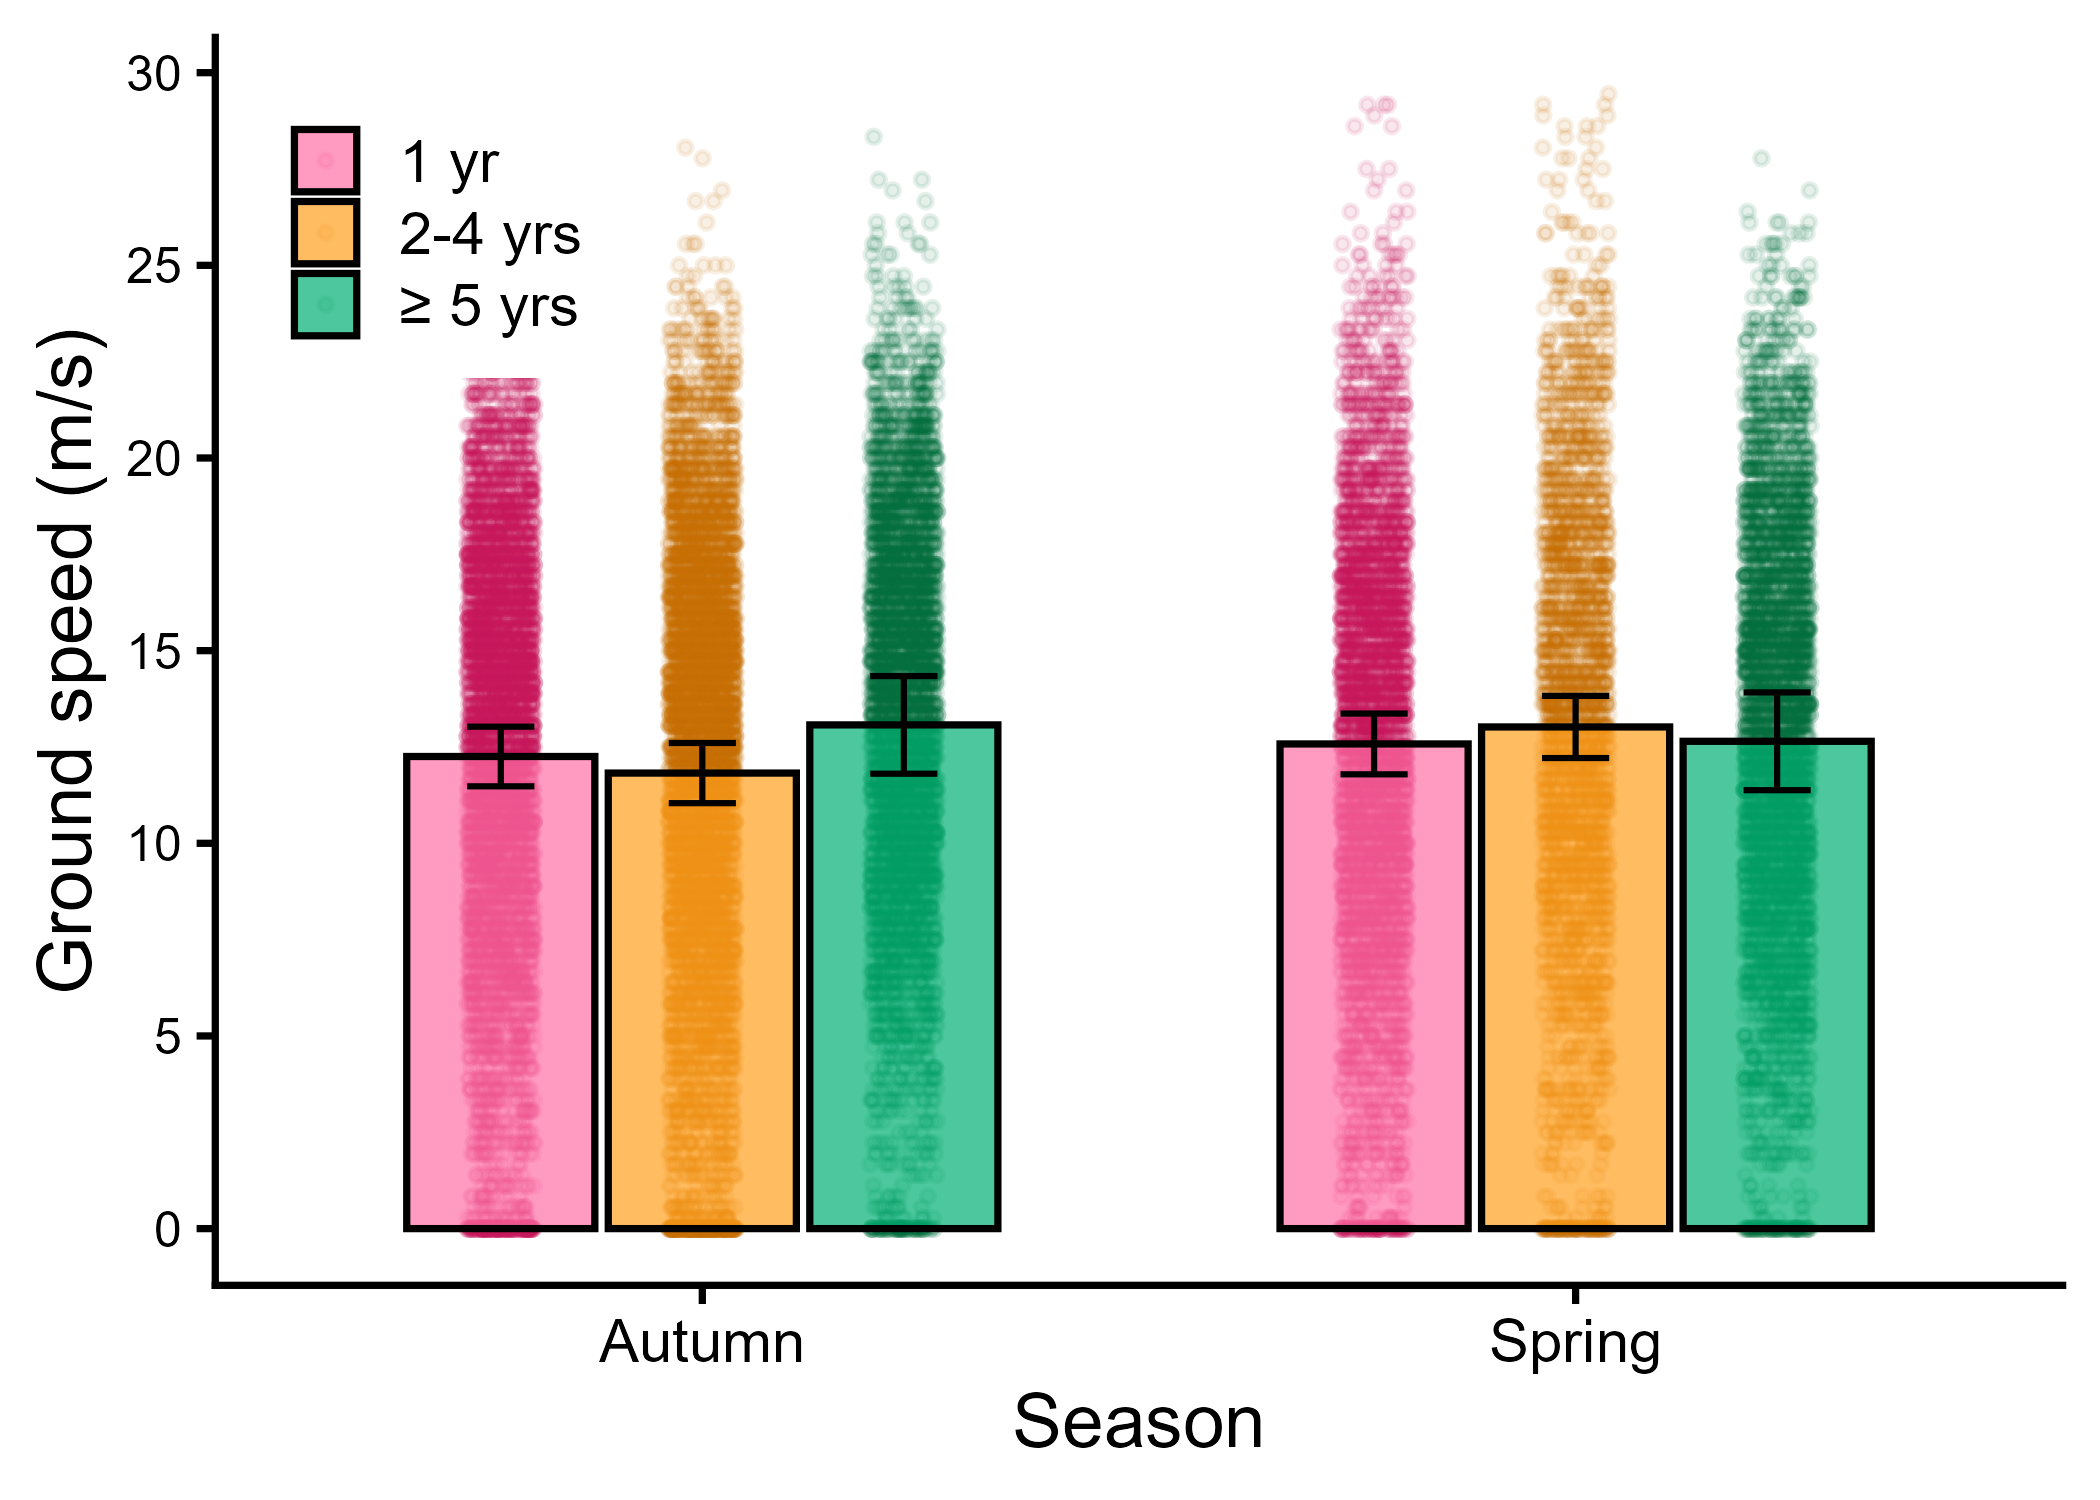 30
25
20
15
10
5
0
Ground speed (m/s)
1 yr
2-4 yrs
≥ 5 yrs
Autumn
Spring
Season